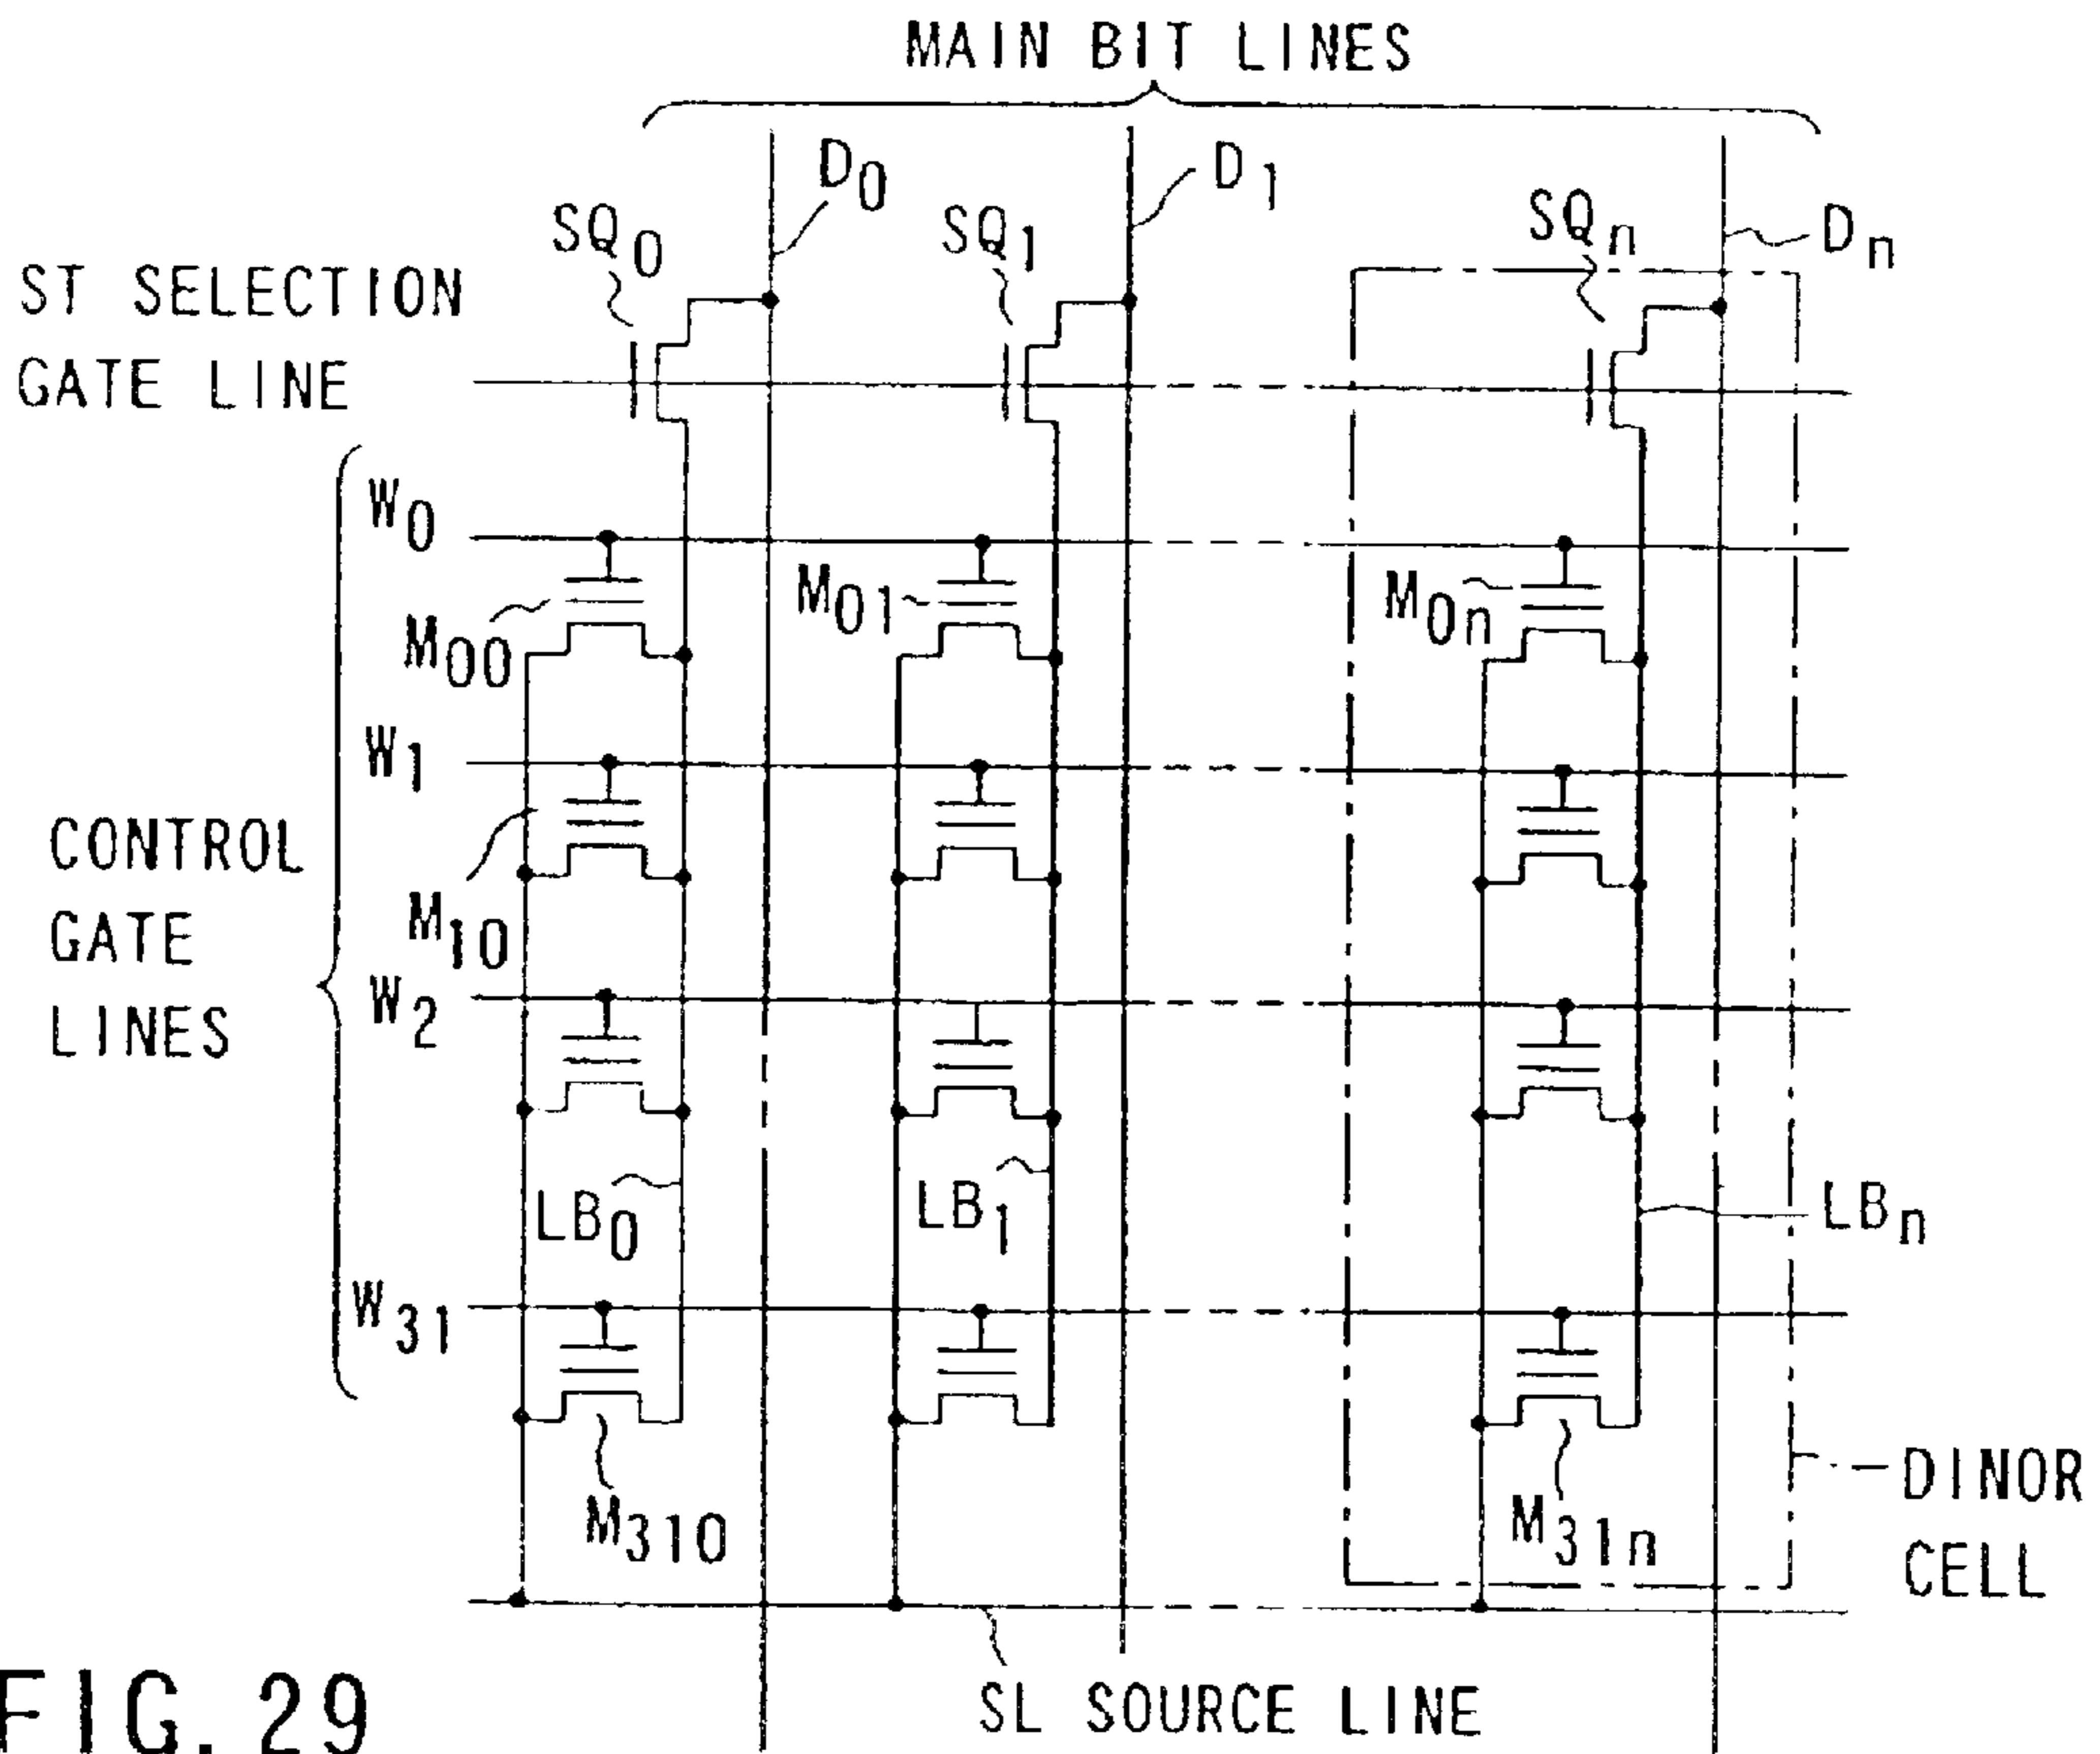 MAIN BIT LINES
D0
D1
Dn
SQ0
SQ1
SQn
ST SELECTION
GATE LINE
W0
M00
M01
M0n
W1
M10
CONTROL
GATE
LINES
W2
LB0
LB1
LBn
W31
M310
M31n
DINOR
CELL
SL SOURCE LINE
FIG. 29